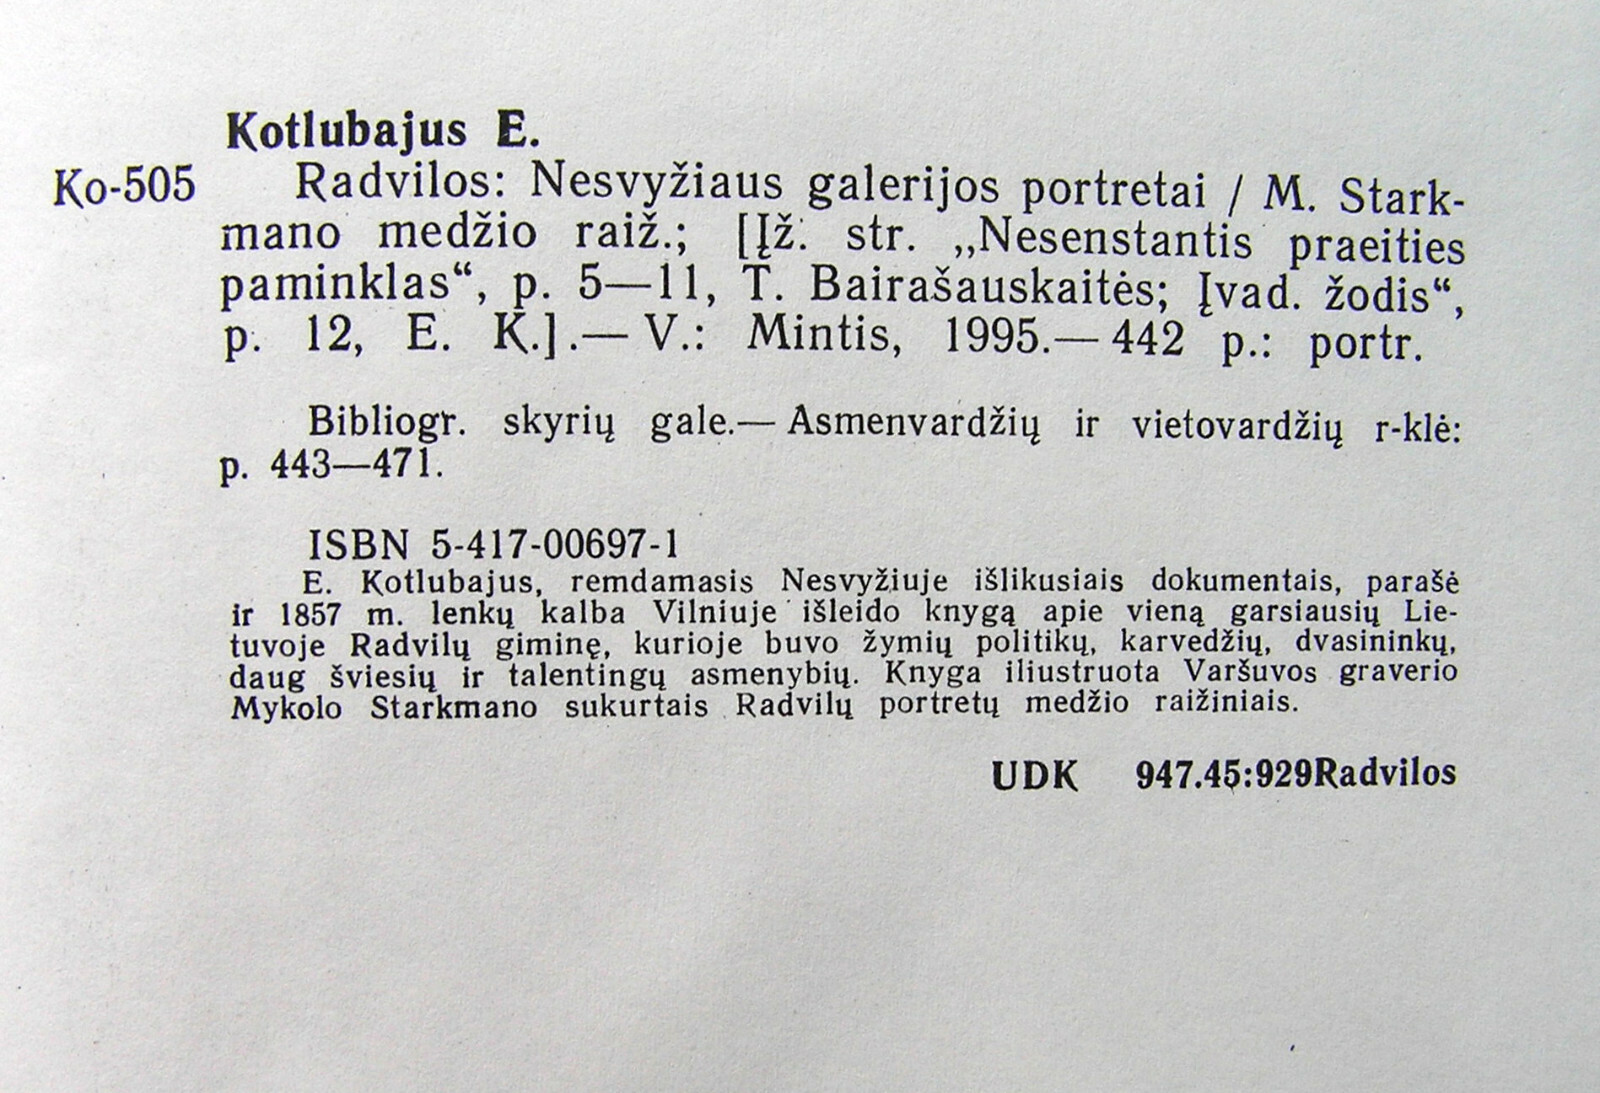 Kotlubajus E.
Ko-505 Radvilos: Nesvyžiaus galerijos portretai / M. Stark-
mano medžio raiž.; [Įž. str. „Nesenstantis praeities
paminklas“, p. 5—11, T. Bairašauskaitės; Įvad. žodis“,
p. 12, E. K.].— V.: Mintis, 1995.— 442 p.: portr.
Bibliogr. skyrių gale.— Asmenvardžių ir vietovardžių r-klė:
p. 443—471.
ISBN 5-417-00697-1
E. Kotlubajus, remdamasis Nesvyžiuje išlikusiais dokumentais, parašė
ir 1857 m. lenkų kalba Vilniuje išleido knygą apie vieną garsiausių Lie-
tuvoje Radvilų giminę, kurioje buvo žymių politikų, karvedžių, dvasininkų,
daug šviesių ir talentingų asmenybių. Knyga iliustruota Varšuvos graverio
Mykolo Starkmano sukurtais Radvilų portretų medžio raižiniais.
UDK 947.45:929Radvilos